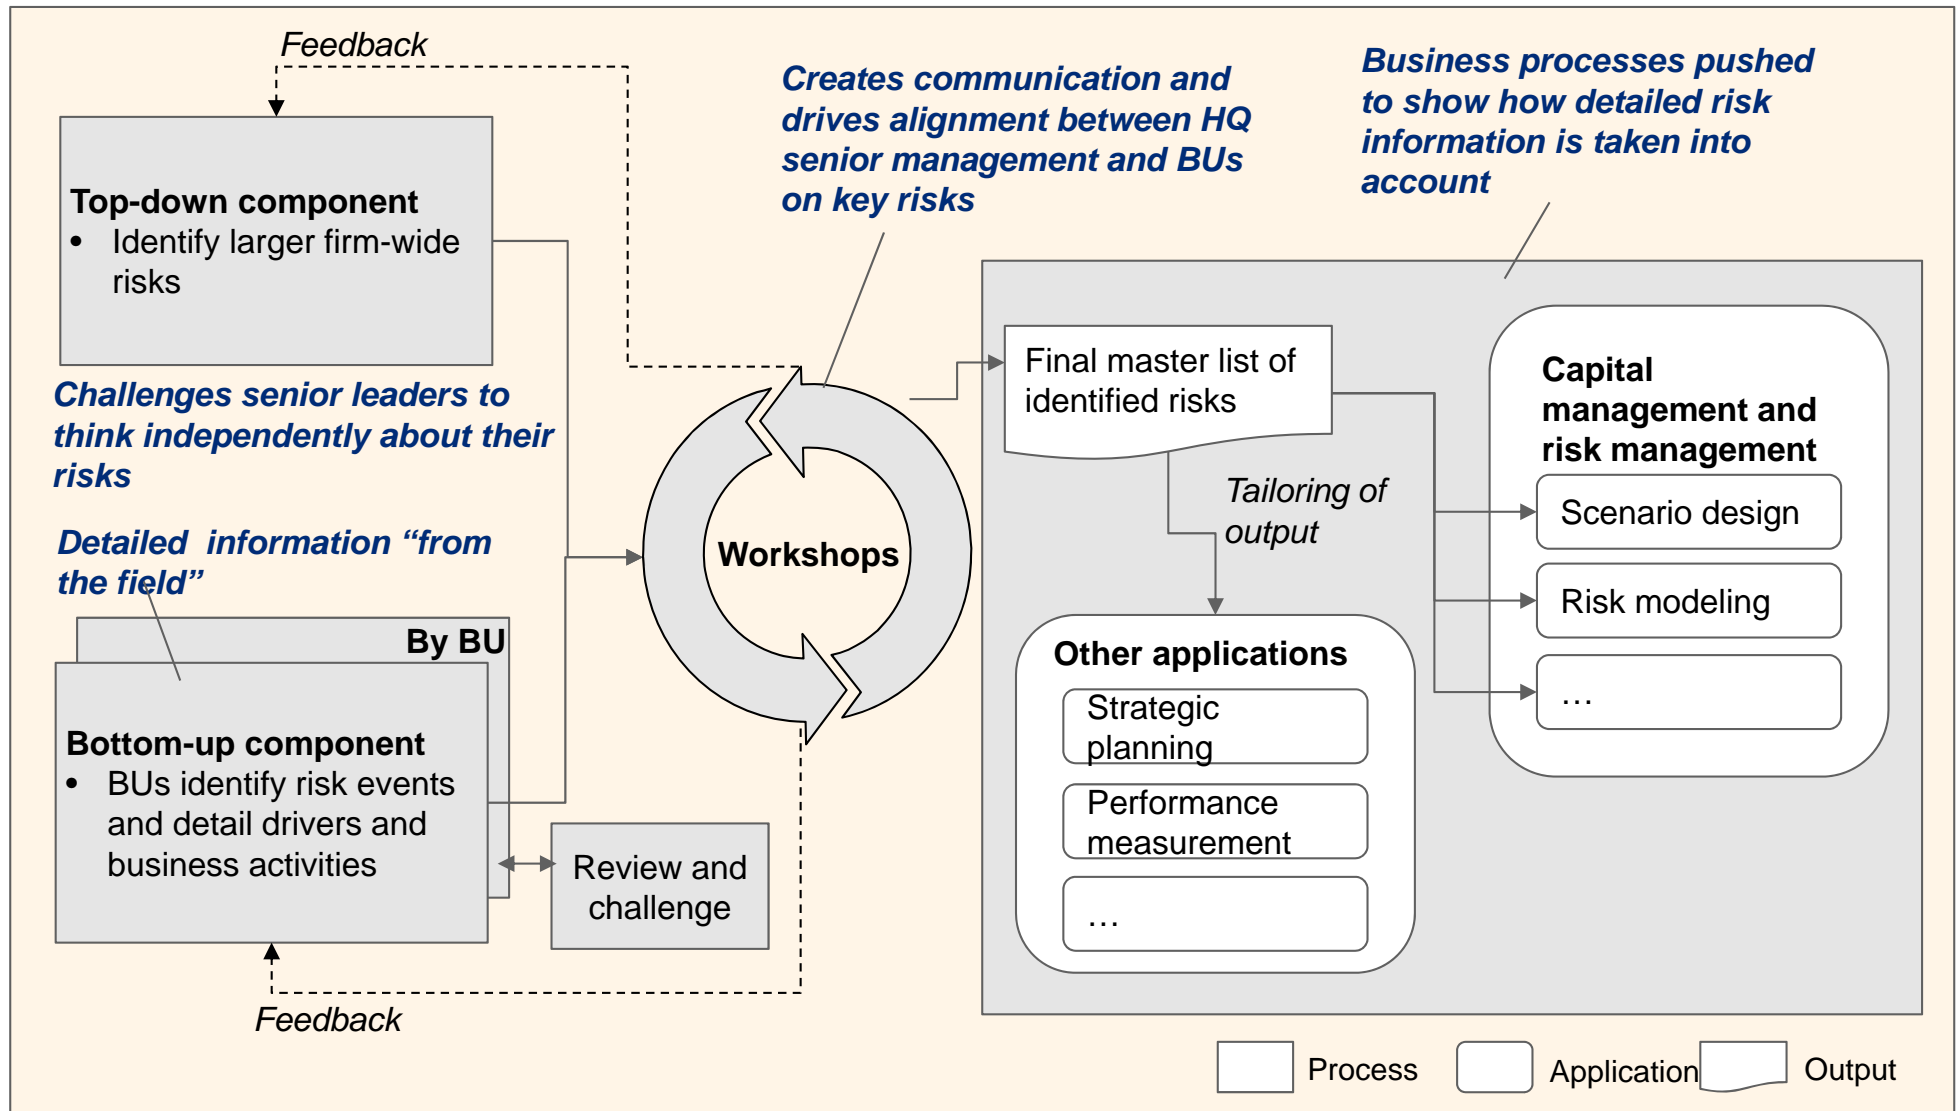 Feedback
Top-down component
• Identify larger firm-wide
risks
Challenges senior leaders to
think independently about their
risks
Detailed  information “from
the field”
By BU
Bottom-up component
• BUs identify risk events
and detail drivers and
business activities
Review and
challenge
Feedback
Creates communication and
drives alignment between HQ
senior management and BUs
on key risks
Workshops
Business processes pushed
to show how detailed risk
information is taken into
account
Final master list of
identified risks
Tailoring of
output
Other applications
Strategic
planning
Performance
measurement
…
Capital
management and
risk management
Scenario design
Risk modeling
…
Process
Application
Output